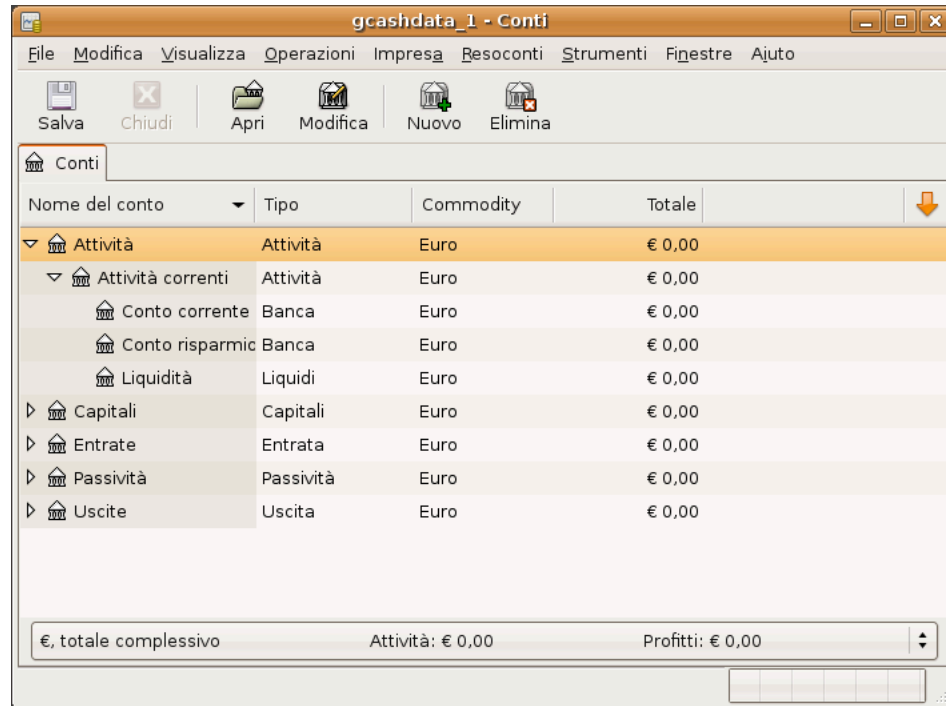 gcashdata_1 - Conti
File Modifica Visualizza Operazioni Impresa Resoconti Strumenti Finestre Aiuto
Salva Chiudi Apri Modifica Nuovo Elimina
Conti
Nome del conto Tipo Commodity Totale
Attività Attività Euro € 0,00
Attività correnti Attività Euro € 0,00
Conto corrente Banca Euro € 0,00
Conto risparmic Banca Euro € 0,00
Liquidità Liquidi Euro € 0,00
Capitali Capitali Euro € 0,00
Entrate Entrata Euro € 0,00
Passività Passività Euro € 0,00
Uscite Uscita Euro € 0,00
€, totale complessivo Attività: € 0,00 Profitti: € 0,00